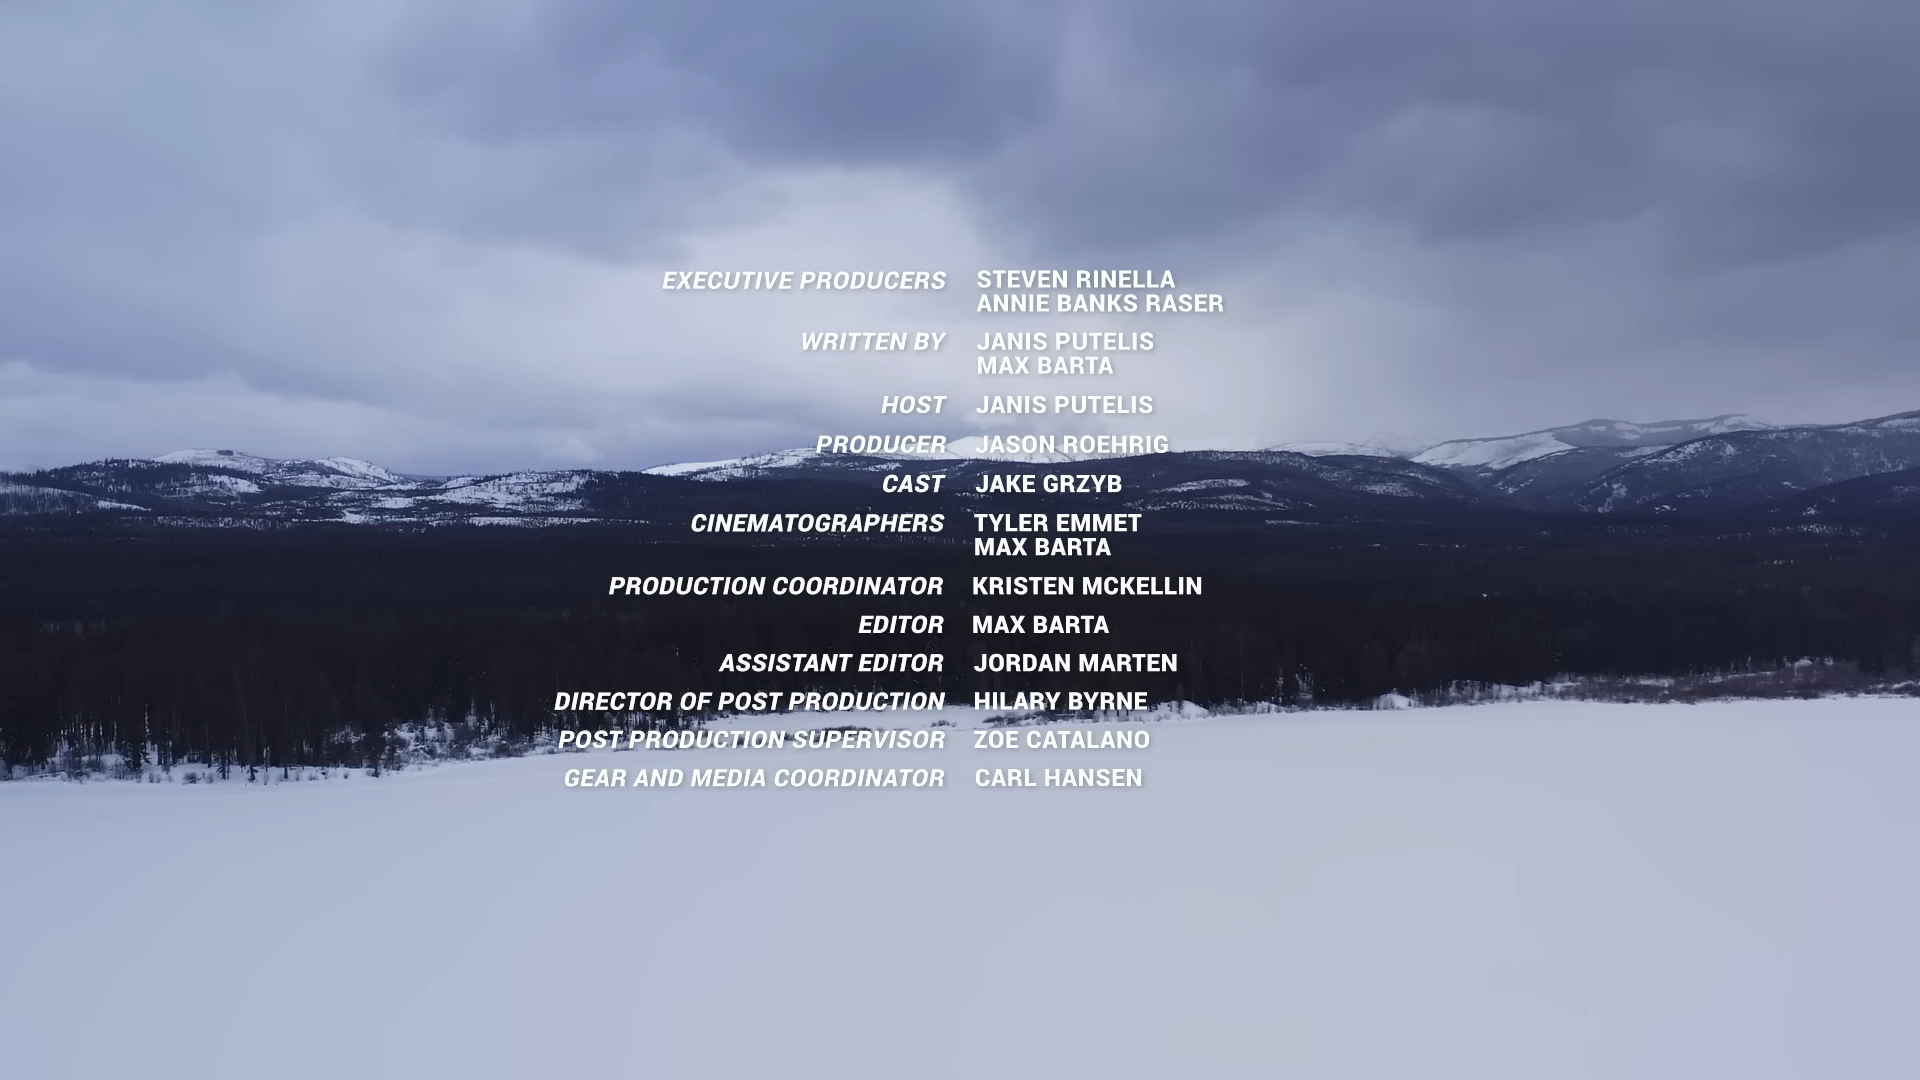 EXECUTIVE PRODUCERS STEVEN RINELLA
ANNIE BANKS RASER
WRITTEN BY JANIS PUTELIS
MAX BARTA
HOST JANIS PUTELIS
PRODUCER JASON ROEHRIG
CAST JAKE GRZYB
CINEMATOGRAPHERS TYLER EMMET
MAX BARTA
PRODUCTION COORDINATOR KRISTEN MCKELLIN
EDITOR MAX BARTA
ASSISTANT EDITOR JORDAN MARTEN
DIRECTOR OF POST PRODUCTION HILARY BYRNE
POST PRODUCTION SUPERVISOR ZOE CATALANO
GEAR AND MEDIA COORDINATOR CARL HANSEN